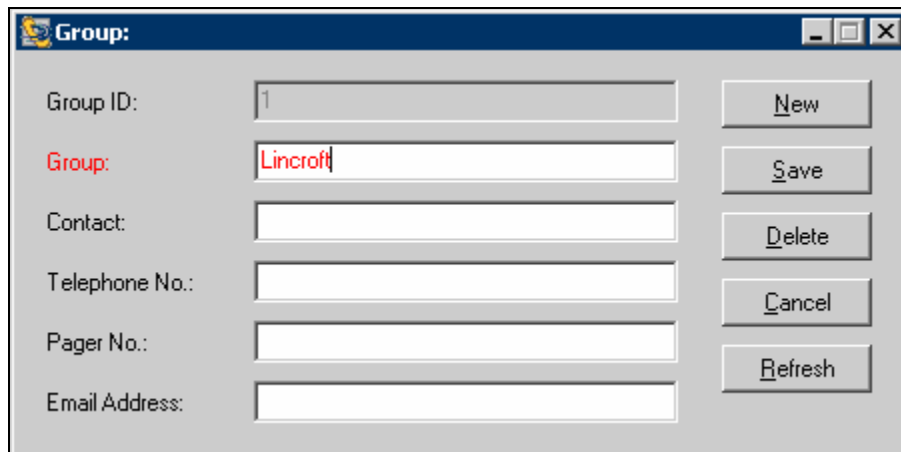 Group:
Group ID: 1 New
Group: Lincroft Save
Contact: Delete
Telephone No.: Cancel
Pager No.: Refresh
Email Address: